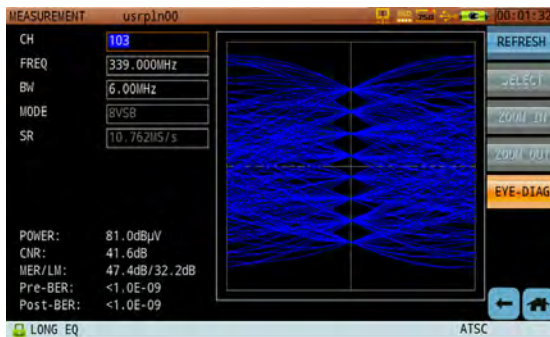 MEASUREMENT usrpln00 750 00:01:32
CH 103
FREQ 339.000MHz
BW 6.00MHz
MODE 8VSB
SR 10.762MS/s
POWER: 81.0dBμV
CNR: 41.6dB
MER/LM: 47.4dB/32.2dB
Pre-BER: <1.0E-09
Post-BER: <1.0E-09
REFRESH
SELECT
ZOOM IN
ZOOM OUT
EYE-DIAG
LONG EQ ATSC